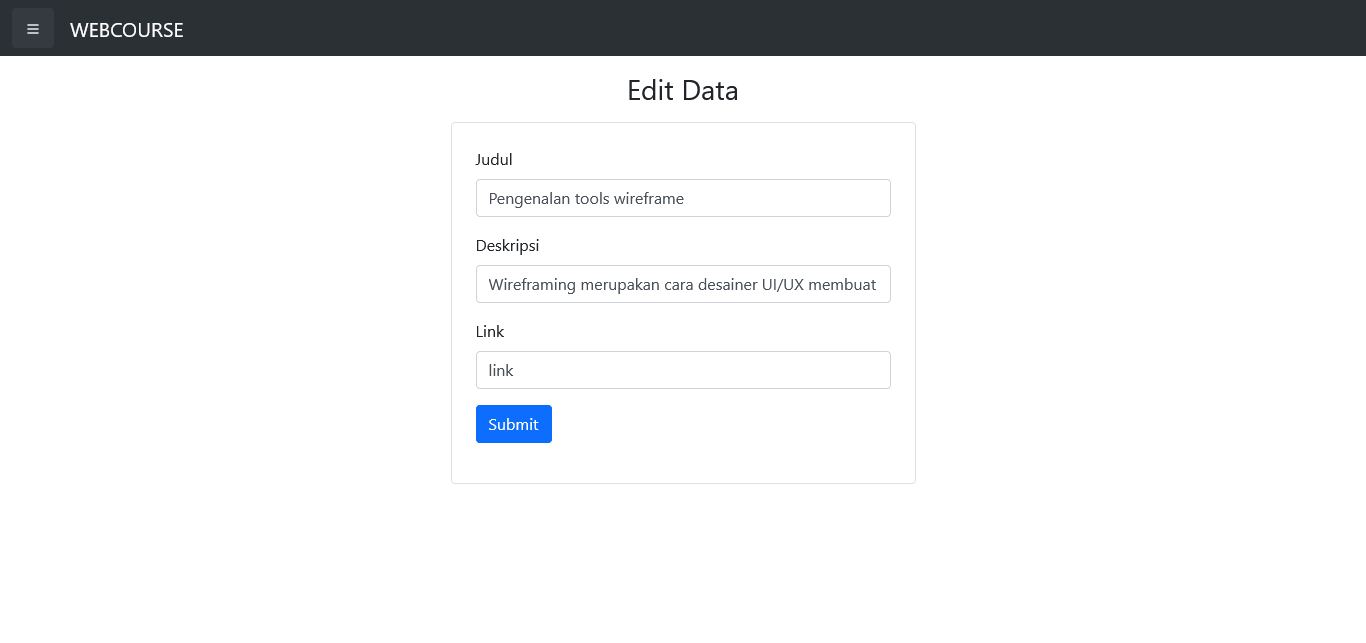 WEBCOURSE
Edit Data
Judul
Pengenalan tools wireframe
Deskripsi
Wireframing merupakan cara desainer UI/UX membuat
Link
link
Submit